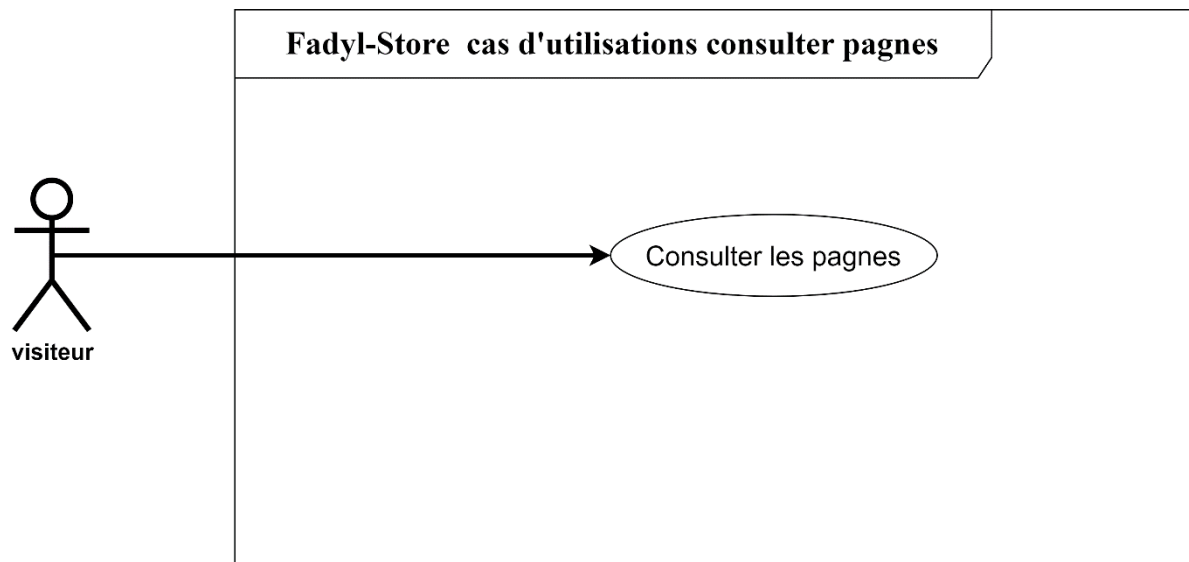 Fadyl-Store cas d'utilisations consulter pagnes
Consulter les pagnes
visiteur